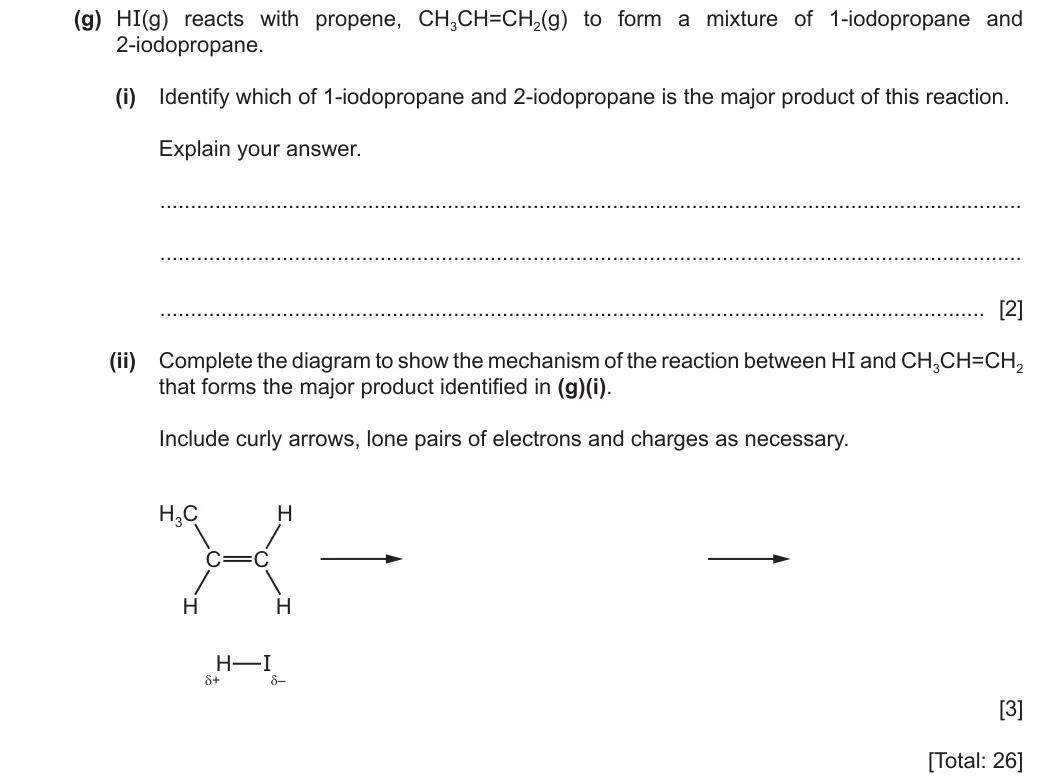 (g) HI(g) reacts with propene, CH₃CH=CH₂(g) to form a mixture of 1-iodopropane and
2-iodopropane.
(i) Identify which of 1-iodopropane and 2-iodopropane is the major product of this reaction.
Explain your answer.
..........................................................................................................................................
..........................................................................................................................................
.................................................................................................................................... [2]
(ii) Complete the diagram to show the mechanism of the reaction between HI and CH₃CH=CH₂
that forms the major product identified in (g)(i).
Include curly arrows, lone pairs of electrons and charges as necessary.
H₃C H
C=C
H H
H—I
δ+ δ–
[3]
[Total: 26]